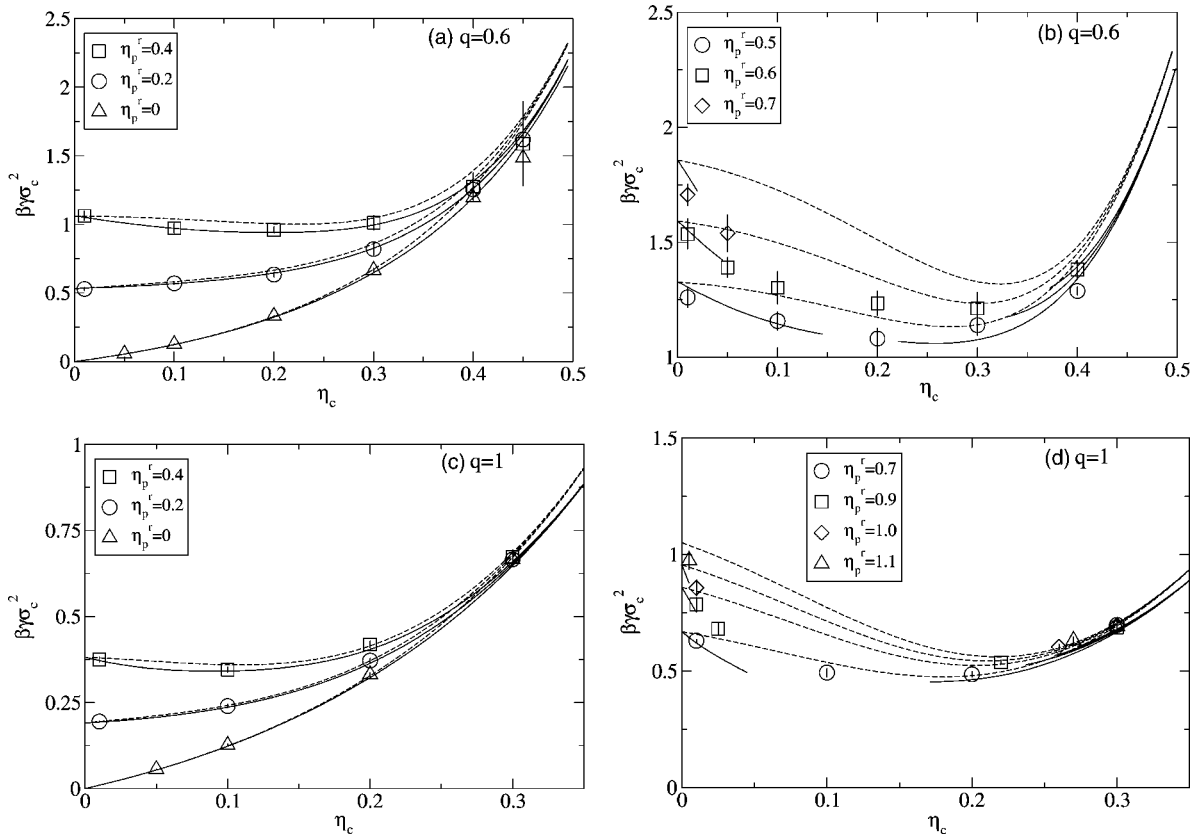 (a) q=0.6
η_p^r=0.4
η_p^r=0.2
η_p^r=0
2.5
2
1.5
1
0.5
0
βγσ_c^2
0 0.1 0.2 0.3 0.4 0.5
η_c
(b) q=0.6
η_p^r=0.5
η_p^r=0.6
η_p^r=0.7
2.5
2
1.5
1
βγσ_c^2
0 0.1 0.2 0.3 0.4 0.5
η_c
(c) q=1
η_p^r=0.4
η_p^r=0.2
η_p^r=0
1
0.75
0.5
0.25
0
βγσ_c^2
0 0.1 0.2 0.3
η_c
(d) q=1
η_p^r=0.7
η_p^r=0.9
η_p^r=1.0
η_p^r=1.1
1.5
1
0.5
0
βγσ_c^2
0 0.1 0.2 0.3
η_c